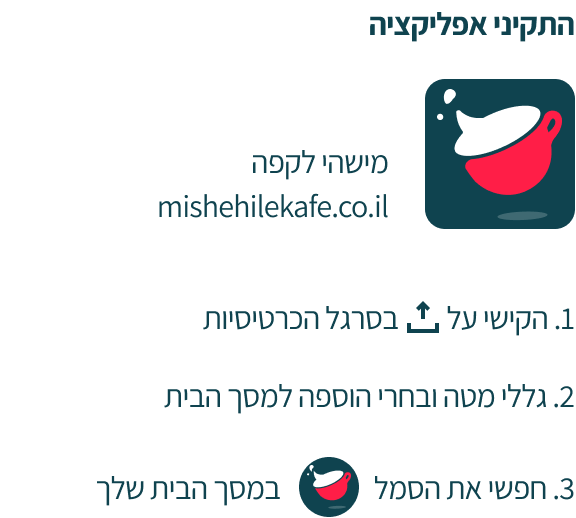 התקיני אפליקציה
מישהי לקפה
mishehilekafe.co.il
1. הקישי על בסרגל הכרטיסיות
2. גללי מטה ובחרי הוספה למסך הבית
3. חפשי את הסמל במסך הבית שלך